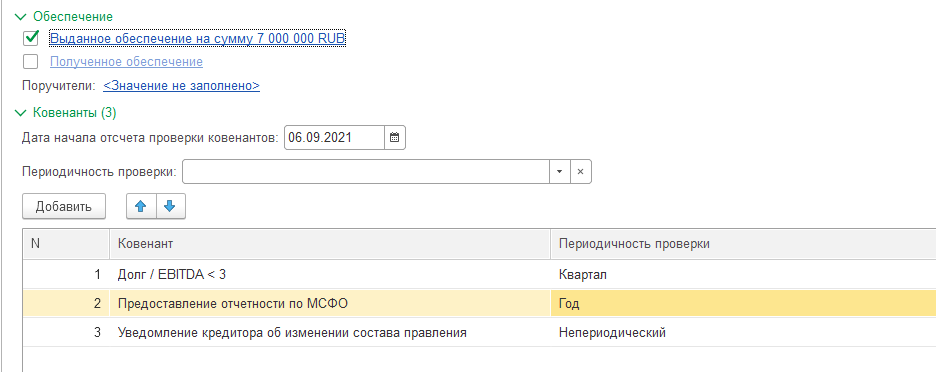 Обеспечение
Выданное обеспечение на сумму 7 000 000 RUB
Полученное обеспечение
Поручители: <Значение не заполнено>
Ковенанты (3)
Дата начала отсчета проверки ковенантов: 06.09.2021
Периодичность проверки:
Добавить
N Ковенант Периодичность проверки
1 Долг / EBITDA < 3 Квартал
2 Предоставление отчетности по МСФО Год
3 Уведомление кредитора об изменении состава правления Непериодический